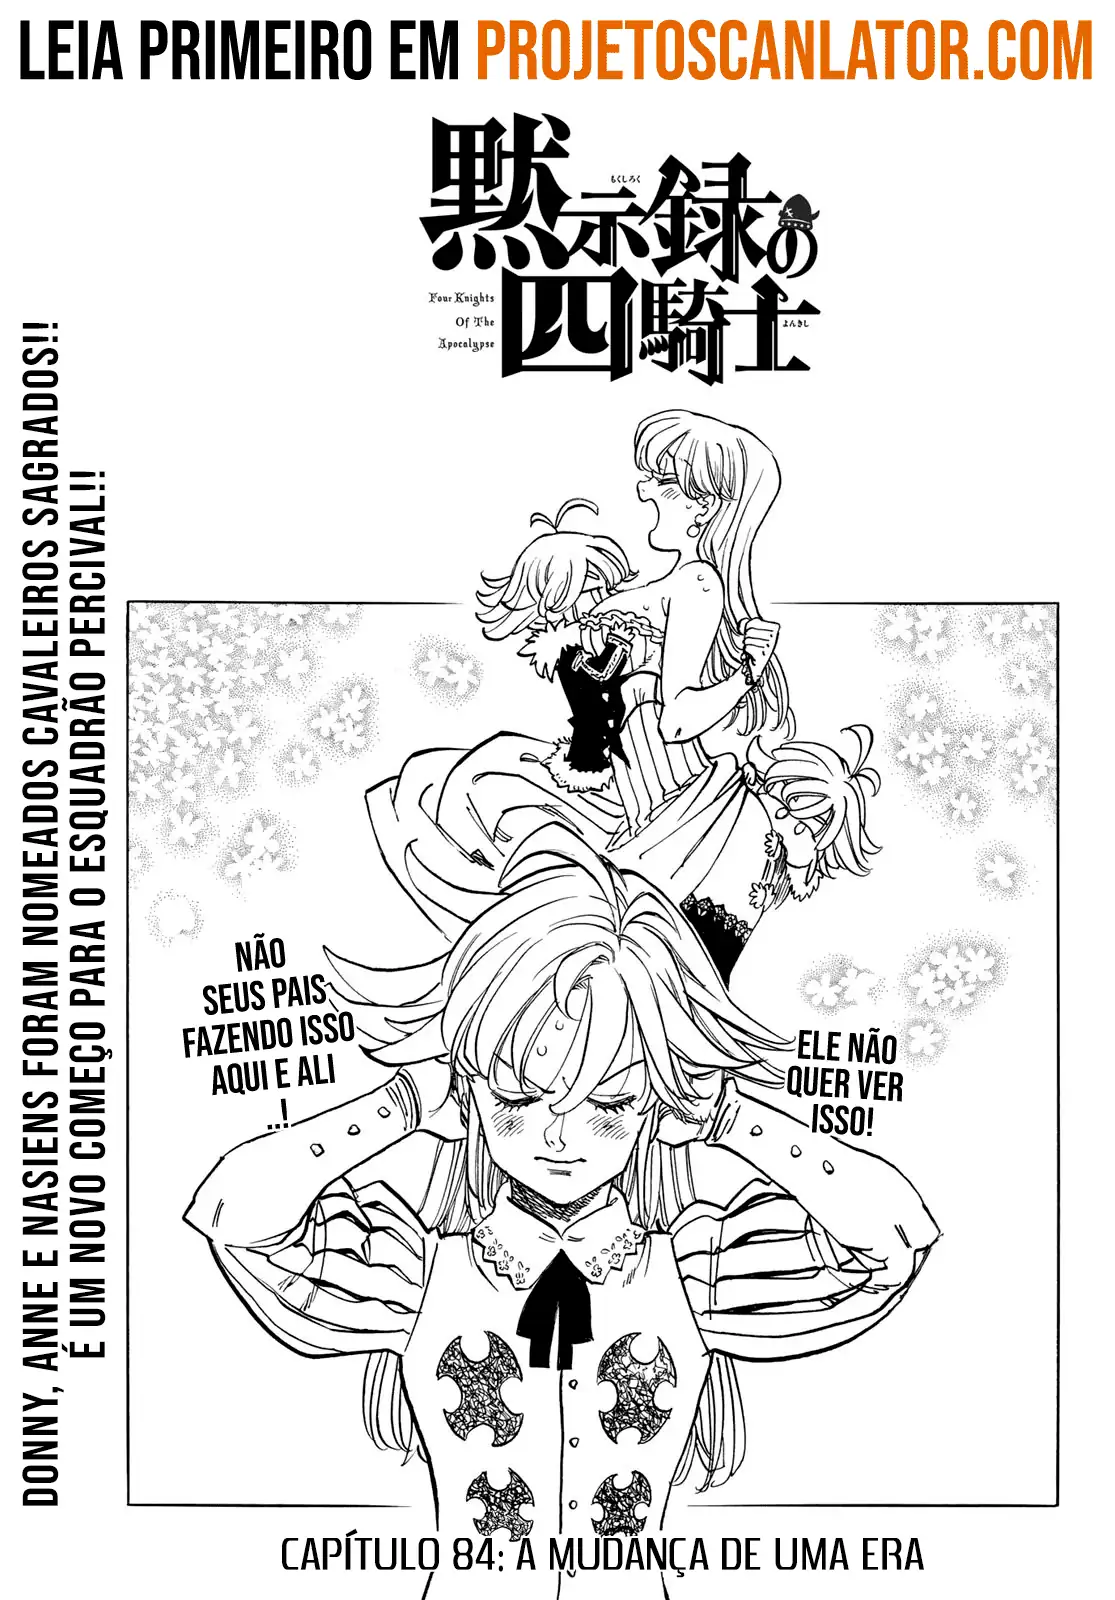 LEIA PRIMEIRO EM PROJETOSCANLATOR.COM
黙示録の
もくしろく
四騎士
よんきし
Four Knights
Of The
Apocalypse
DONNY, ÁNNE E NASIENS FORAM NOMEADOS CAVALEIROS SAGRADOS!!
É UM NOVO COMEÇO PARA O ESQUADRÃO PERCIVAL!!
NÃO
SEUS PAIS
FAZENDO ISSO
AQUI E ALI
..!
ELE NÃO
QUER VER
ISSO!
CAPÍTULO 84: A MUDANÇA DE UMA ERA